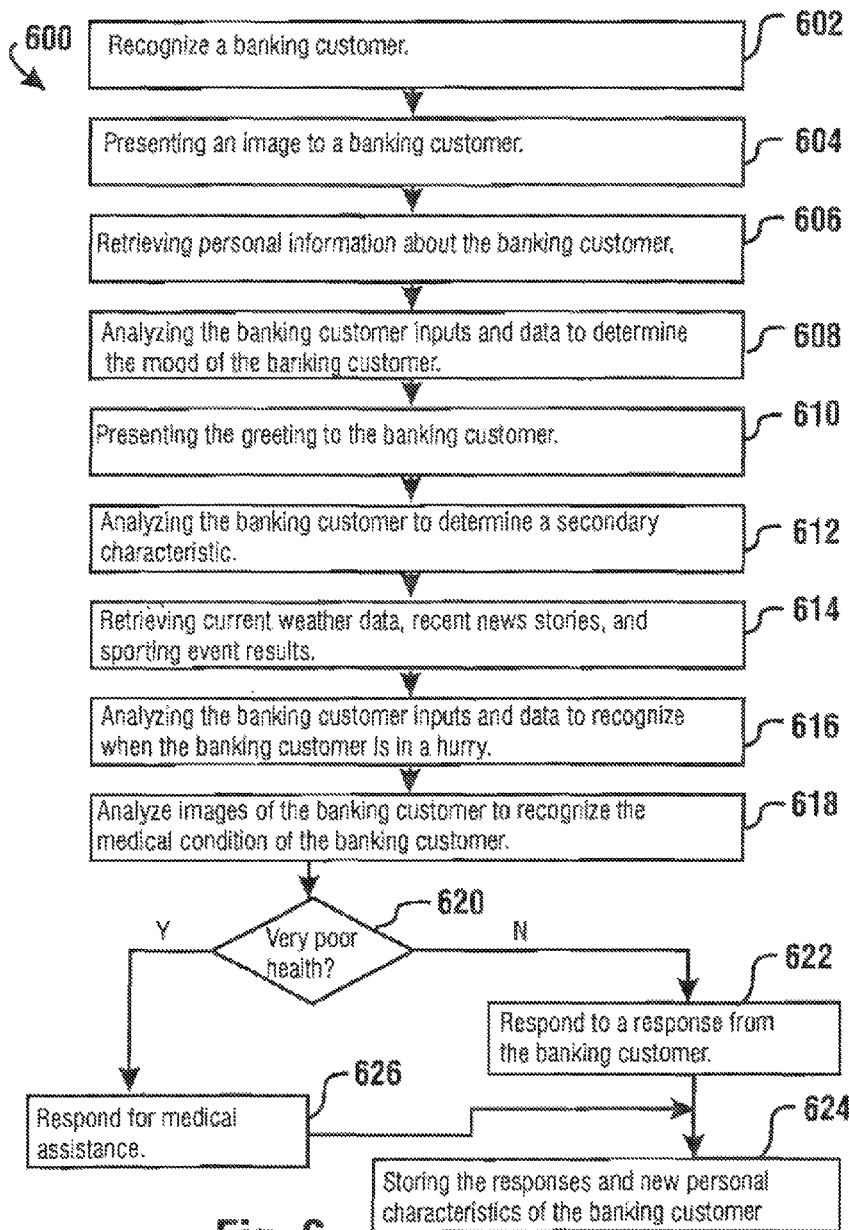 600
Recognize a banking customer.
602
Presenting an image to a banking customer.
604
Retrieving personal information about the banking customer.
606
Analyzing the banking customer inputs and data to determine
the mood of the banking customer.
608
Presenting the greeting to the banking customer.
610
Analyzing the banking customer to determine a secondary
characteristic.
612
Retrieving current weather data, recent news stories, and
sporting event results.
614
Analyzing the banking customer inputs and data to recognize
when the banking customer is in a hurry.
616
Analyze images of the banking customer to recognize the
medical condition of the banking customer.
618
620
Y
Very poor
health?
N
622
Respond to a response from
the banking customer.
626
Respond for medical
assistance.
624
Storing the responses and new personal
characteristics of the banking customer
Fig. 6